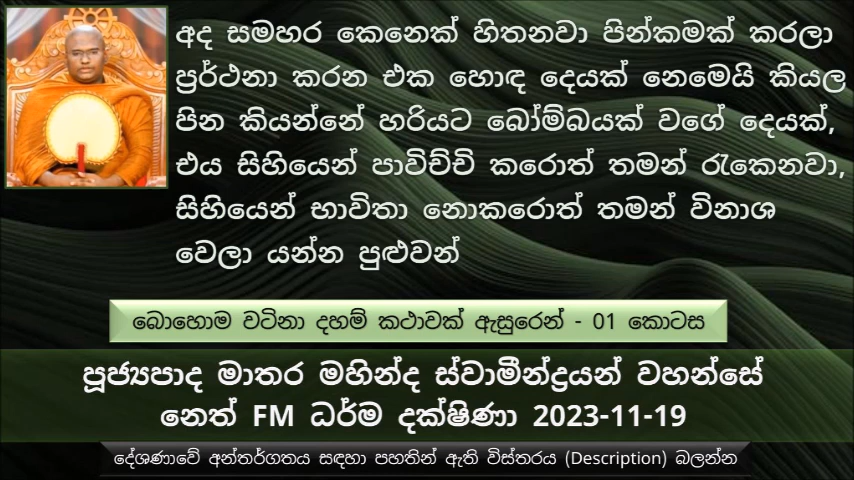 අද සමහර කෙනෙක් හිතනවා පින්කමක් කරලා
ප්‍රර්ථනා කරන එක හොඳ දෙයක් නෙමෙයි කියල
පින කියන්නේ හරියට බෝම්බයක් වගේ දෙයක්,
එය සිහියෙන් පාවිච්චි කරොත් තමන් රැකෙනවා,
සිහියෙන් භාවිතා නොකරොත් තමන් විනාශ
වෙලා යන්න පුළුවන්
බොහොම වටිනා දහම් කථාවක් ඇසුරෙන් - 01 කොටස
පූජ්‍යපාද මාතර මහින්ද ස්වාමීන්ද්‍රයන් වහන්සේ
නෙත් FM ධර්ම දක්ෂිණා 2023-11-19
දේශණාවේ අන්තර්ගතය සඳහා පහතින් ඇති විස්තරය (Description) බලන්න